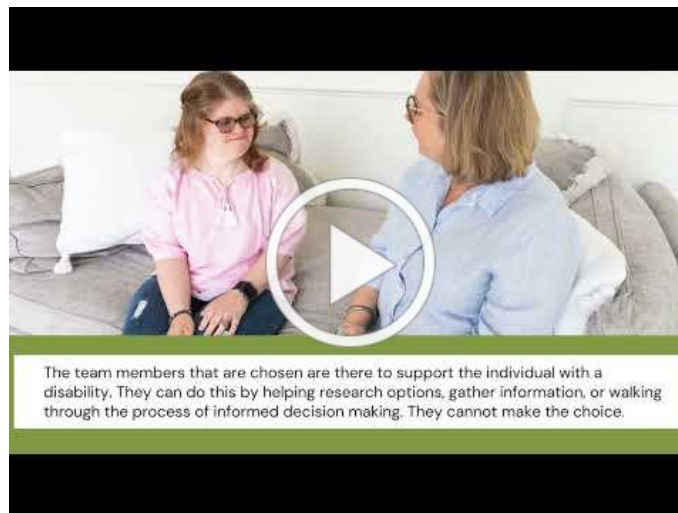 The team members that are chosen are there to support the individual with a
disability. They can do this by helping research options, gather information, or walking
through the process of informed decision making. They cannot make the choice.